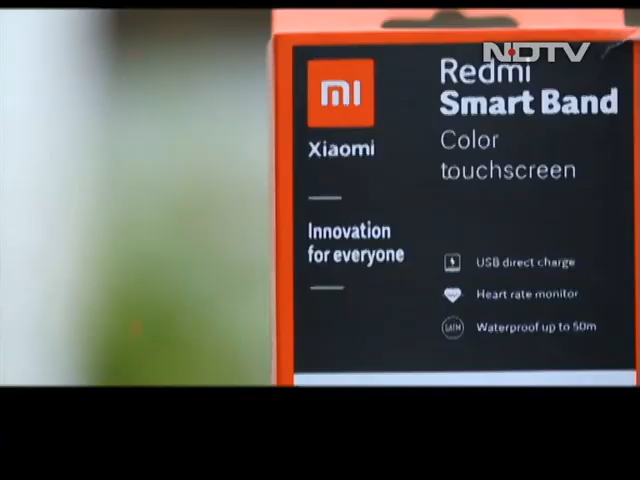 NDTV
mi
Xiaomi
Innovation
for everyone
Redmi
Smart Band
Color
touchscreen
USB direct charge
Heart rate monitor
5ATM
Waterproof up to 50m